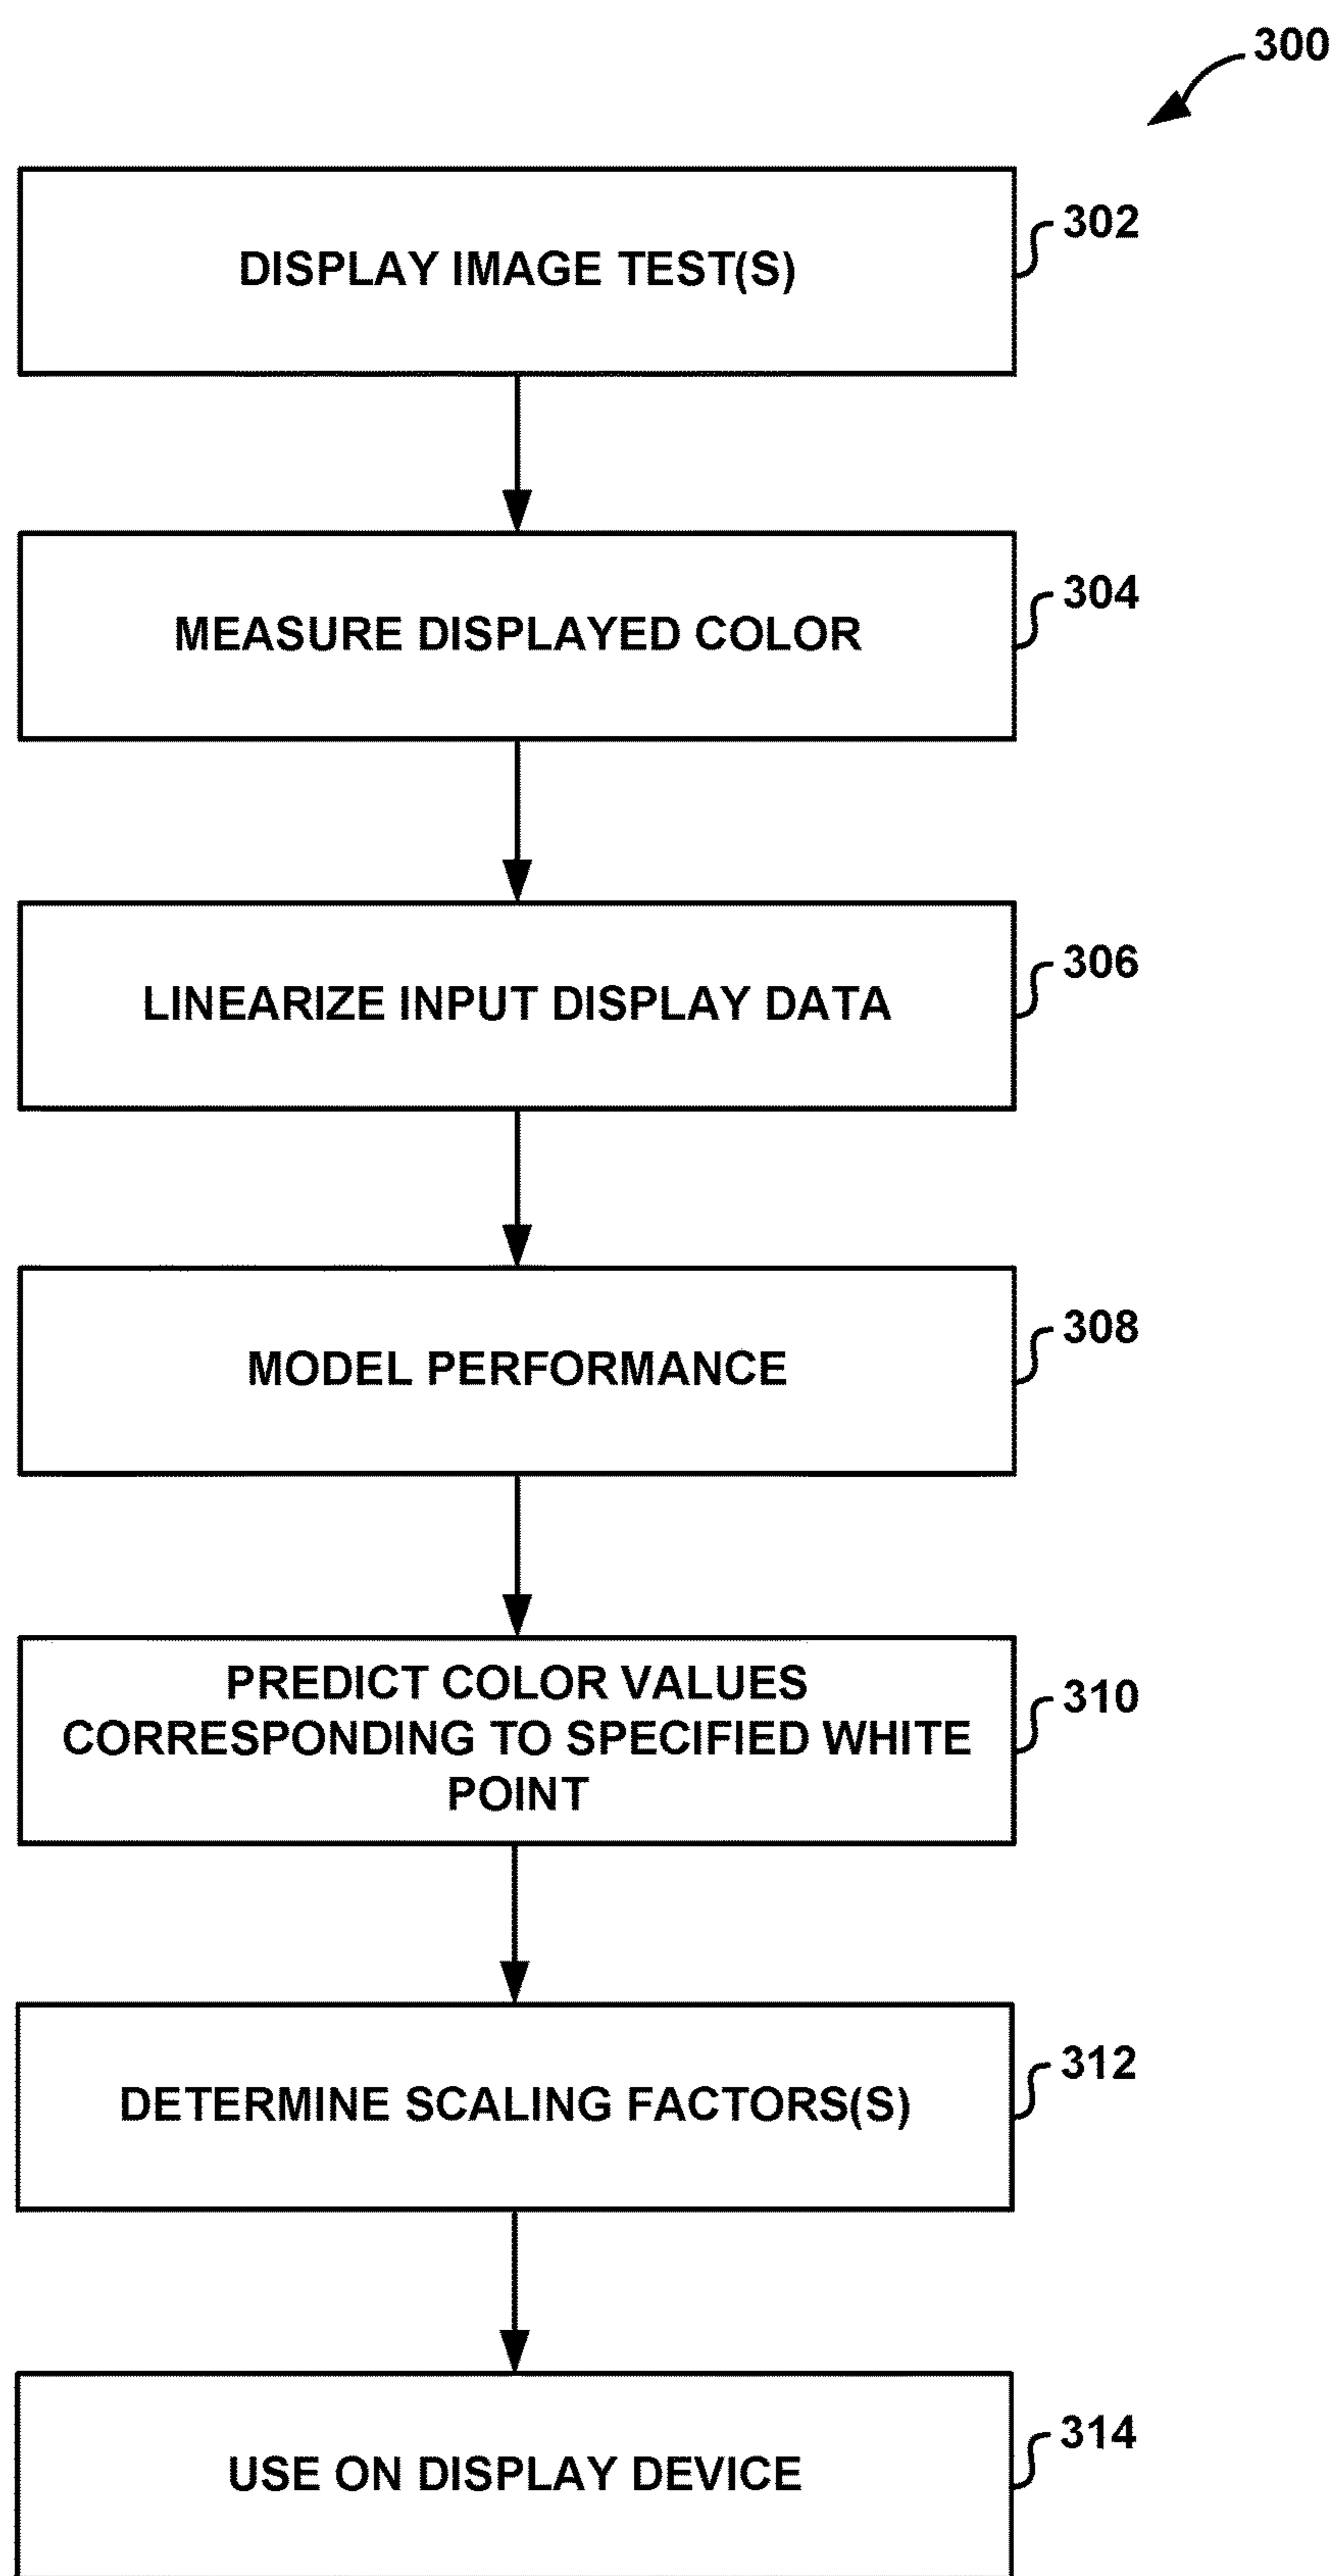 300
DISPLAY IMAGE TEST(S)
302
MEASURE DISPLAYED COLOR
304
LINEARIZE INPUT DISPLAY DATA
306
MODEL PERFORMANCE
308
PREDICT COLOR VALUES
CORRESPONDING TO SPECIFIED WHITE
POINT
310
DETERMINE SCALING FACTORS(S)
312
USE ON DISPLAY DEVICE
314